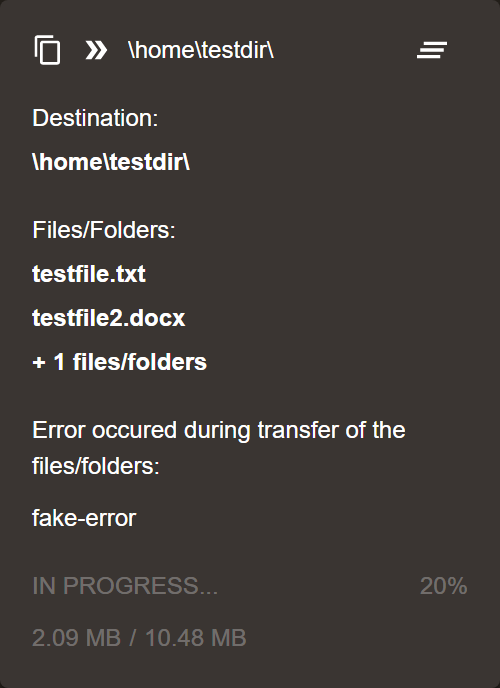 \home\testdir\
Destination:
\home\testdir\
Files/Folders:
testfile.txt
testfile2.docx
+ 1 files/folders
Error occured during transfer of the
files/folders:
fake-error
IN PROGRESS... 20%
2.09 MB / 10.48 MB